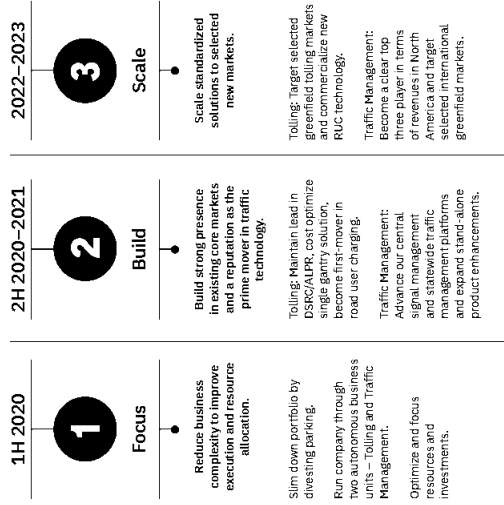 1H 2020
1
Focus
Reduce business
complexity to improve
execution and resource
allocation.
Slim down portfolio by
divesting parking.
Run company through
two autonomous business
units – Tolling and Traffic
Management.
Optimize and focus
resources and
investments.
2H 2020–2021
2
Build
Build strong presence
in existing core markets
and a reputation as the
prime mover in traffic
technology.
Tolling: Maintain lead in
DSRC/ALPR, cost optimize
single gantry solution,
become first-mover in
road user charging.
Traffic Management:
Advance our central
signal management
and statewide traffic
management platforms
and expand stand-alone
product enhancements.
2022–2023
3
Scale
Scale standardized
solutions to selected
new markets.
Tolling: Target selected
greenfield tolling markets
and commercialize new
RUC technology.
Traffic Management:
Become a clear top
three player in terms
of revenues in North
America and target
selected international
greenfield markets.